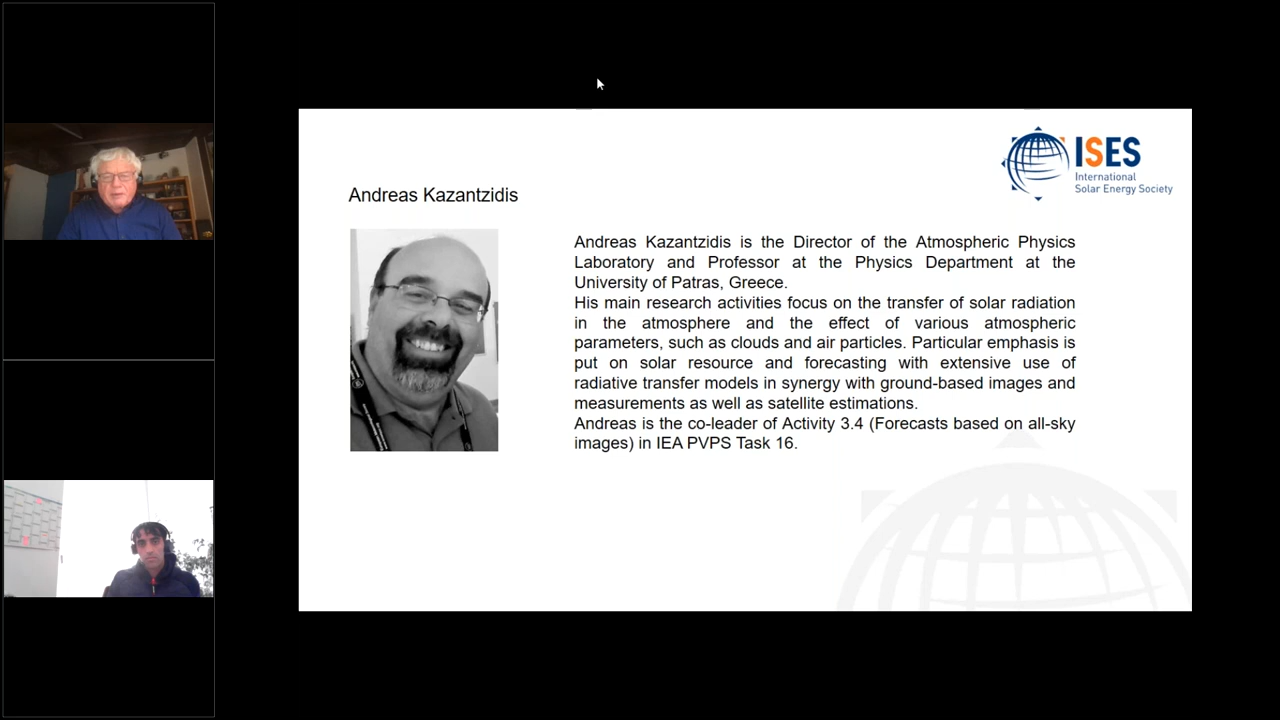 ISES
International
Solar Energy Society
Andreas Kazantzidis
Andreas Kazantzidis is the Director of the Atmospheric Physics
Laboratory and Professor at the Physics Department at the
University of Patras, Greece.
His main research activities focus on the transfer of solar radiation
in the atmosphere and the effect of various atmospheric
parameters, such as clouds and air particles. Particular emphasis is
put on solar resource and forecasting with extensive use of
radiative transfer models in synergy with ground-based images and
measurements as well as satellite estimations.
Andreas is the co-leader of Activity 3.4 (Forecasts based on all-sky
images) in IEA PVPS Task 16.